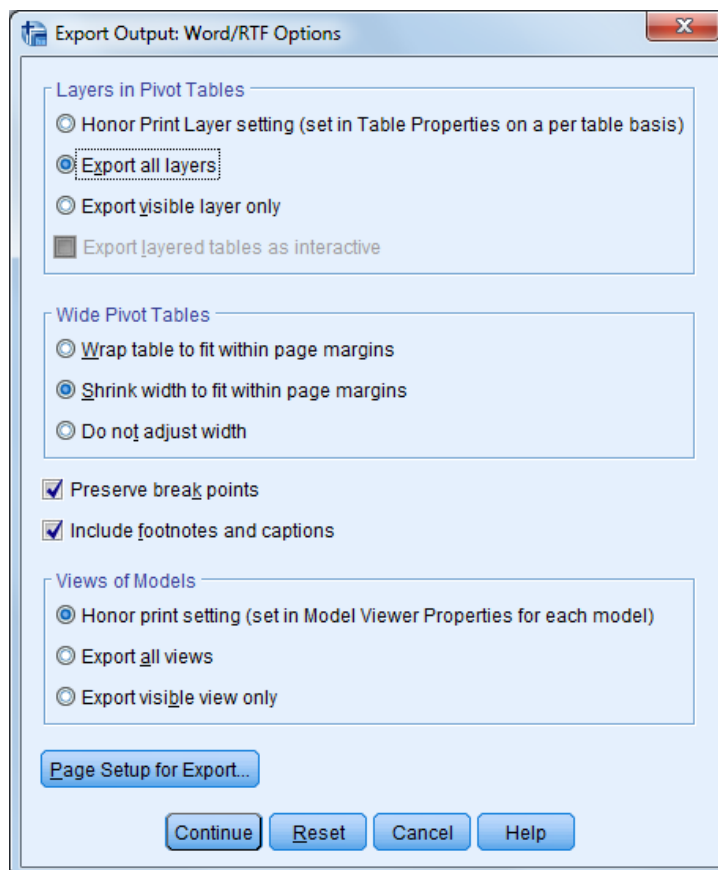 Export Output: Word/RTF Options
Layers in Pivot Tables
Honor Print Layer setting (set in Table Properties on a per table basis)
Export all layers
Export visible layer only
Export layered tables as interactive
Wide Pivot Tables
Wrap table to fit within page margins
Shrink width to fit within page margins
Do not adjust width
Preserve break points
Include footnotes and captions
Views of Models
Honor print setting (set in Model Viewer Properties for each model)
Export all views
Export visible view only
Page Setup for Export...
Continue Reset Cancel Help